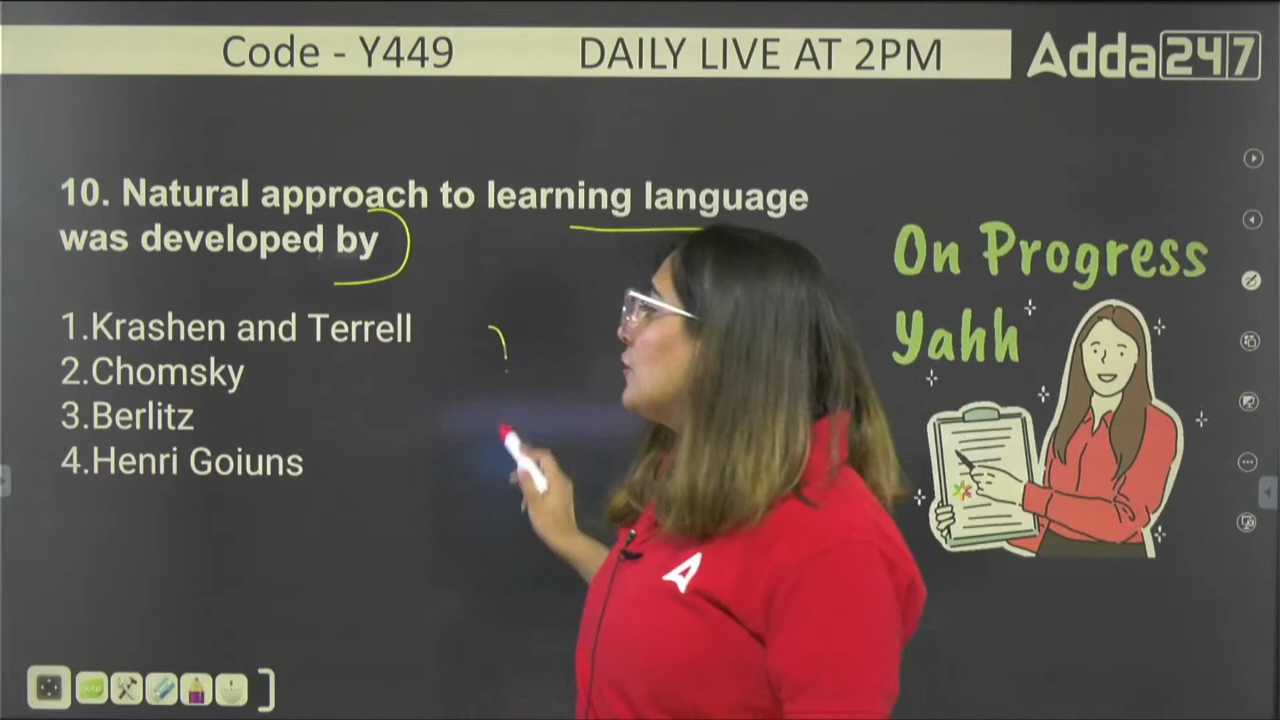 Code - Y449 DAILY LIVE AT 2PM Adda247
10. Natural approach to learning language
was developed by
1.Krashen and Terrell
2.Chomsky
3.Berlitz
4.Henri Goiuns
On Progress
Yahh